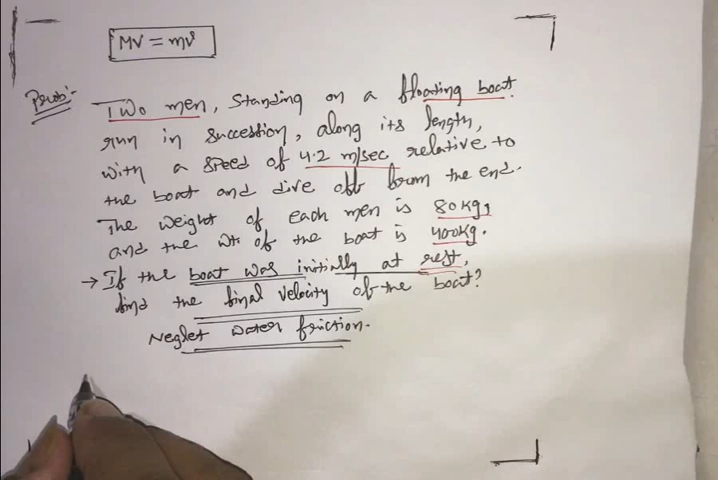 MV = mv
Prob:-
Two men, standing on a floating boat.
run in succession, along its length,
with a speed of 4.2 m/sec relative to
the boat and dive off from the end.
The weight of each men is 80 kg,
and the wt. of the boat is 400kg.
→ If the boat was initially at rest,
find the final velocity of the boat?
Neglet water friction.